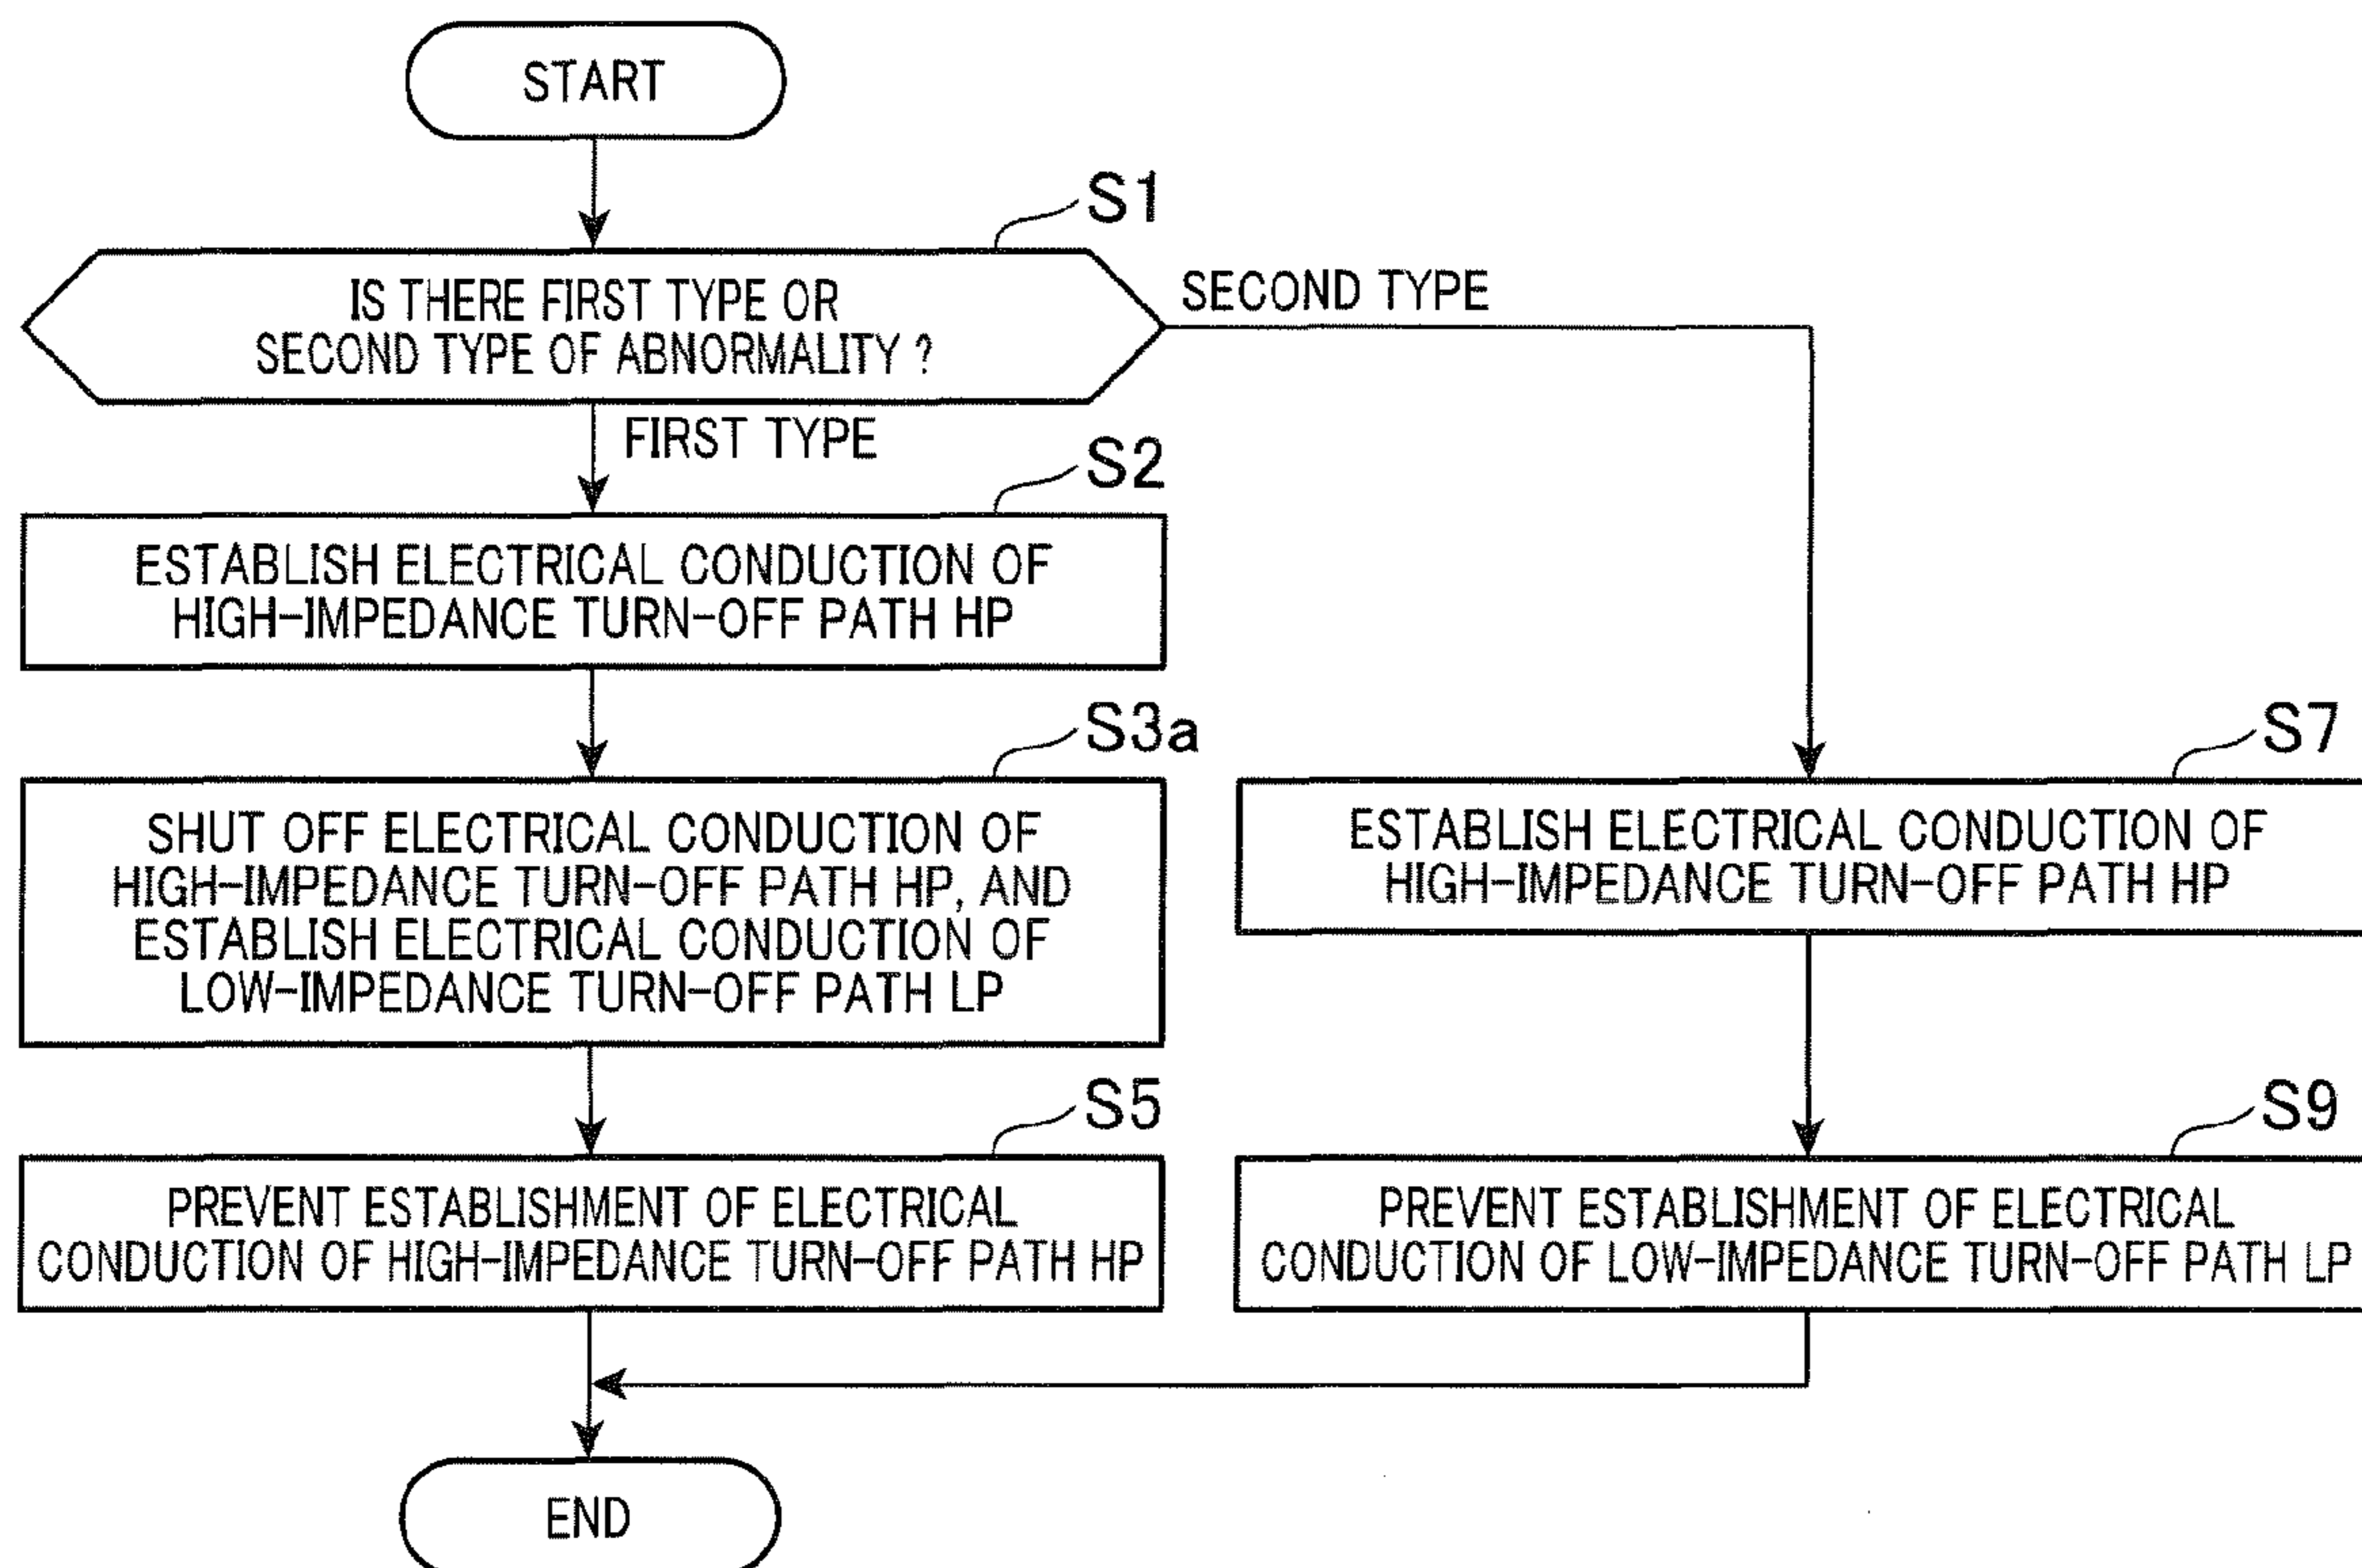 START
S1
IS THERE FIRST TYPE OR
SECOND TYPE OF ABNORMALITY ?
SECOND TYPE
FIRST TYPE
S2
ESTABLISH ELECTRICAL CONDUCTION OF
HIGH-IMPEDANCE TURN-OFF PATH HP
S3a
SHUT OFF ELECTRICAL CONDUCTION OF
HIGH-IMPEDANCE TURN-OFF PATH HP, AND
ESTABLISH ELECTRICAL CONDUCTION OF
LOW-IMPEDANCE TURN-OFF PATH LP
S7
ESTABLISH ELECTRICAL CONDUCTION OF
HIGH-IMPEDANCE TURN-OFF PATH HP
S5
PREVENT ESTABLISHMENT OF ELECTRICAL
CONDUCTION OF HIGH-IMPEDANCE TURN-OFF PATH HP
S9
PREVENT ESTABLISHMENT OF ELECTRICAL
CONDUCTION OF LOW-IMPEDANCE TURN-OFF PATH LP
END